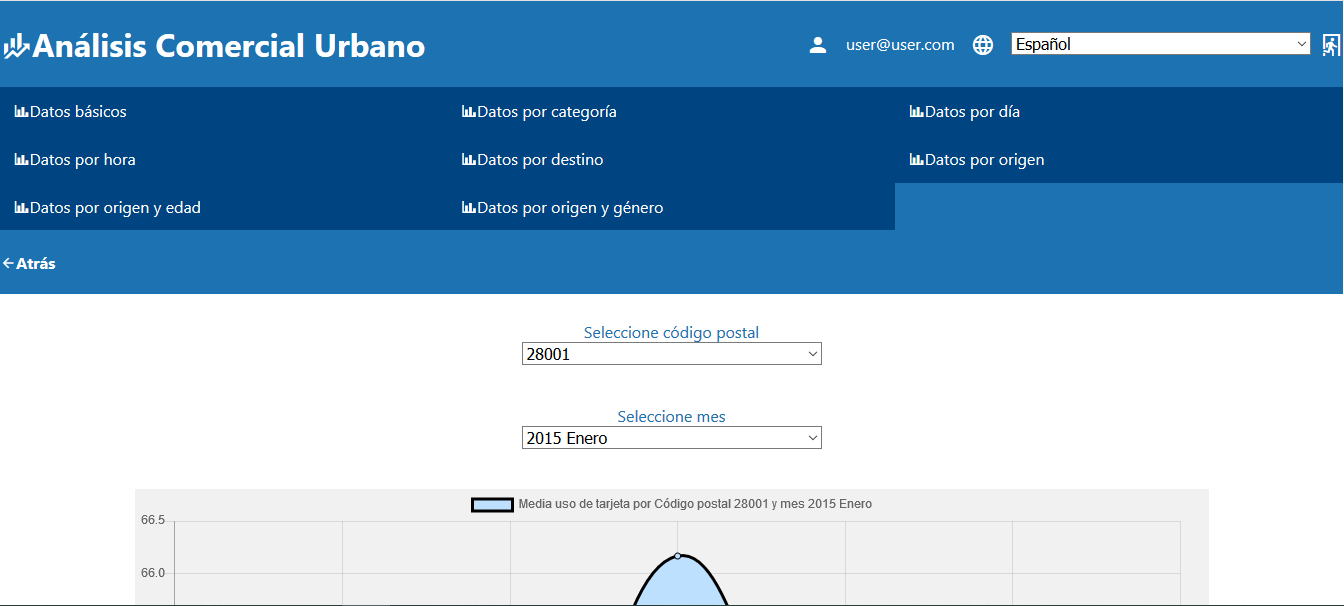 Análisis Comercial Urbano
user@user.com
Español
Datos básicos
Datos por categoría
Datos por día
Datos por hora
Datos por destino
Datos por origen
Datos por origen y edad
Datos por origen y género
Atrás
Seleccione código postal
28001
Seleccione mes
2015 Enero
Media uso de tarjeta por Código postal 28001 y mes 2015 Enero
66.5
66.0